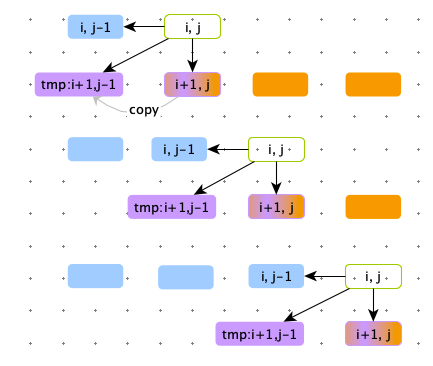 i, j-1
i, j
tmp:i+1,j-1
i+1, j
copy
i, j-1
i, j
tmp:i+1,j-1
i+1, j
i, j-1
i, j
tmp:i+1,j-1
i+1, j